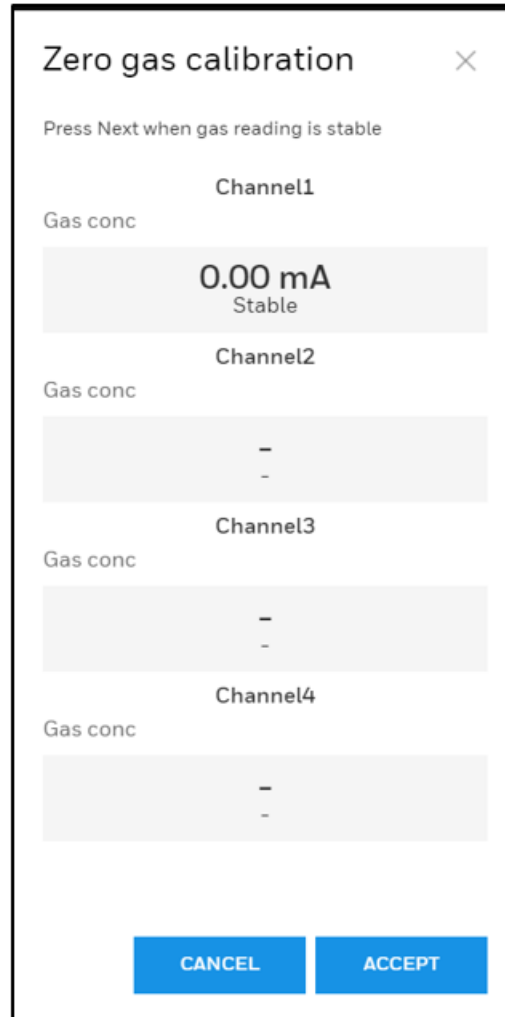 Zero gas calibration
Press Next when gas reading is stable
Channel1
Gas conc
0.00 mA
Stable
Channel2
Gas conc
–
-
Channel3
Gas conc
–
-
Channel4
Gas conc
–
-
CANCEL ACCEPT